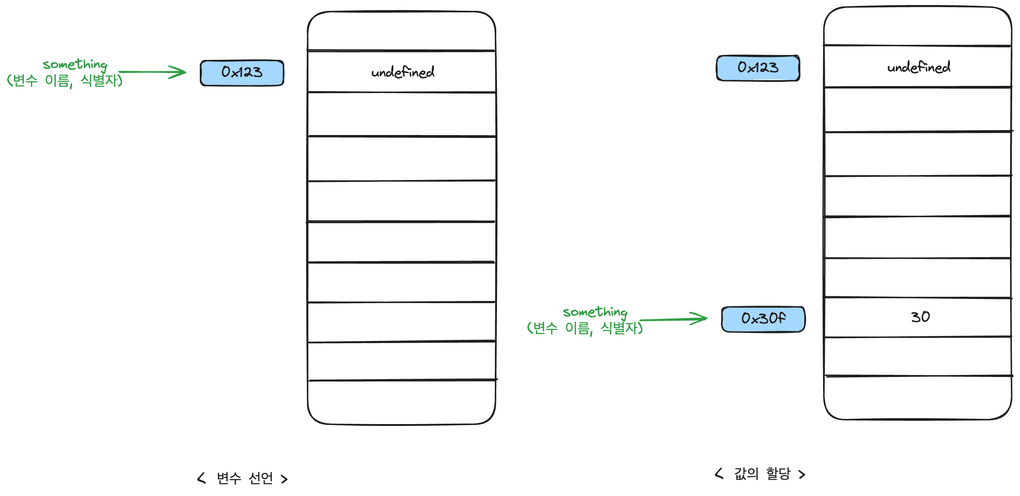 something
(변수 이름, 식별자)
0x123
undefined
< 변수 선언 >
0x123
undefined
something
(변수 이름, 식별자)
0x30f
30
< 값의 할당 >